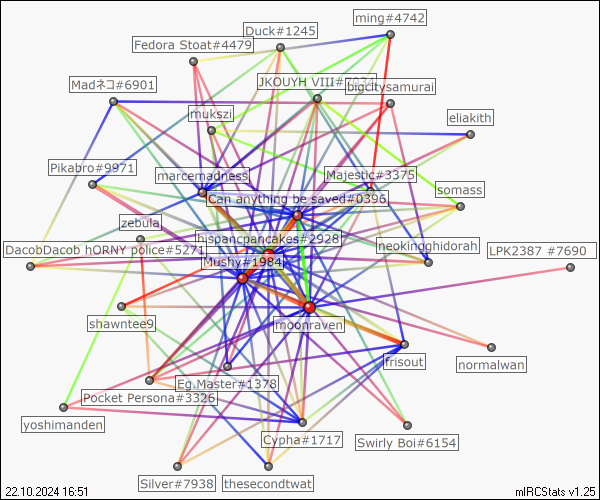 ming#4742
Duck#1245
Fedora Stoat#4479
JKOUYH VIII#7034
bigcitysamurai
Madネコ#6901
mukszi
eliakith
Pikabro#9971
marcemadness
Majestic#3375
somass
Can anything be saved#0396
zebula
hispancpancakes#2928
neokingghidorah
DacobDacob hORNY police#5271
LPK2387 #7690
Mushy#1984
shawntee9
moonraven
frisout
normalwan
Eg.Master#1378
Pocket Persona#3326
yoshimanden
Cypha#1717
Swirly Boi#6154
Silver#7938
thesecondtwat
22.10.2024 16:51
mIRCStats v1.25